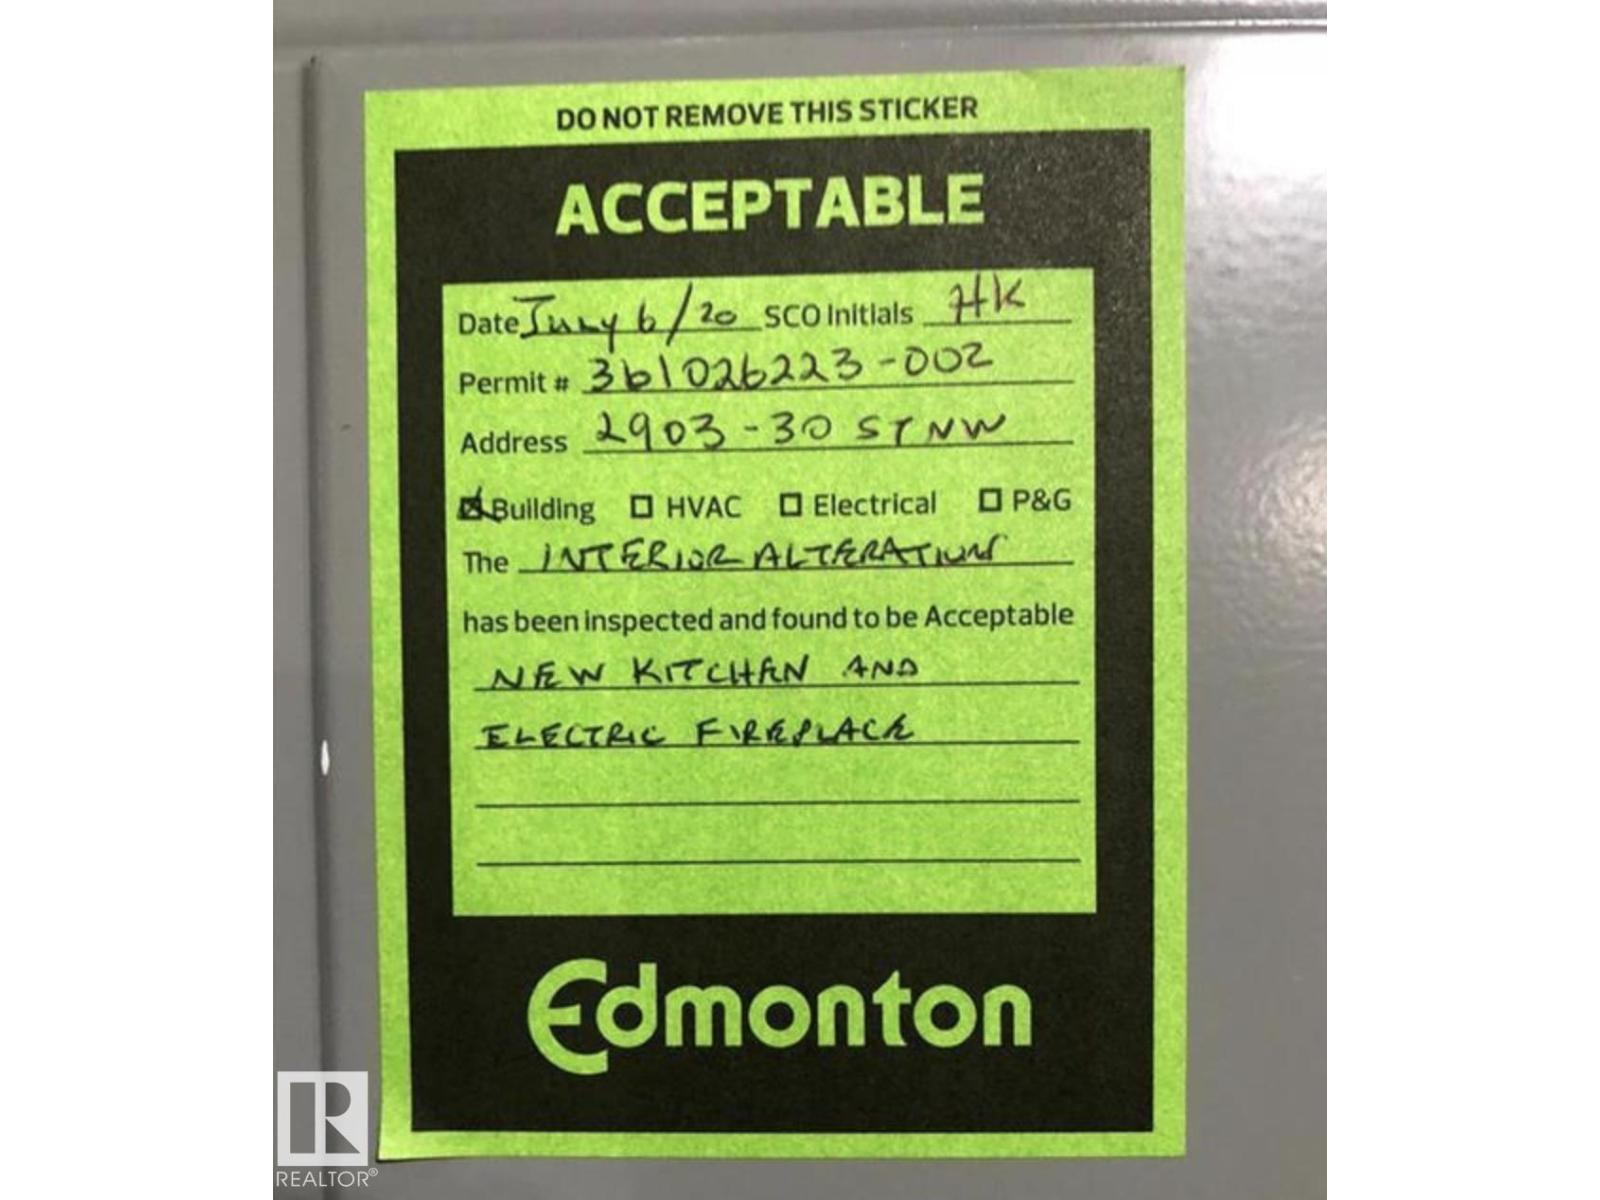 DO NOT REMOVE THIS STICKER
ACCEPTABLE
Date July 6/20 SCO Initials HK
Permit # 361026223-002
Address 2903-30 ST NW
Building HVAC Electrical P&G
The INTERIOR ALTERATION
has been inspected and found to be Acceptable
NEW KITCHEN AND
ELECTRIC FIREPLACE
Edmonton
REALTOR®